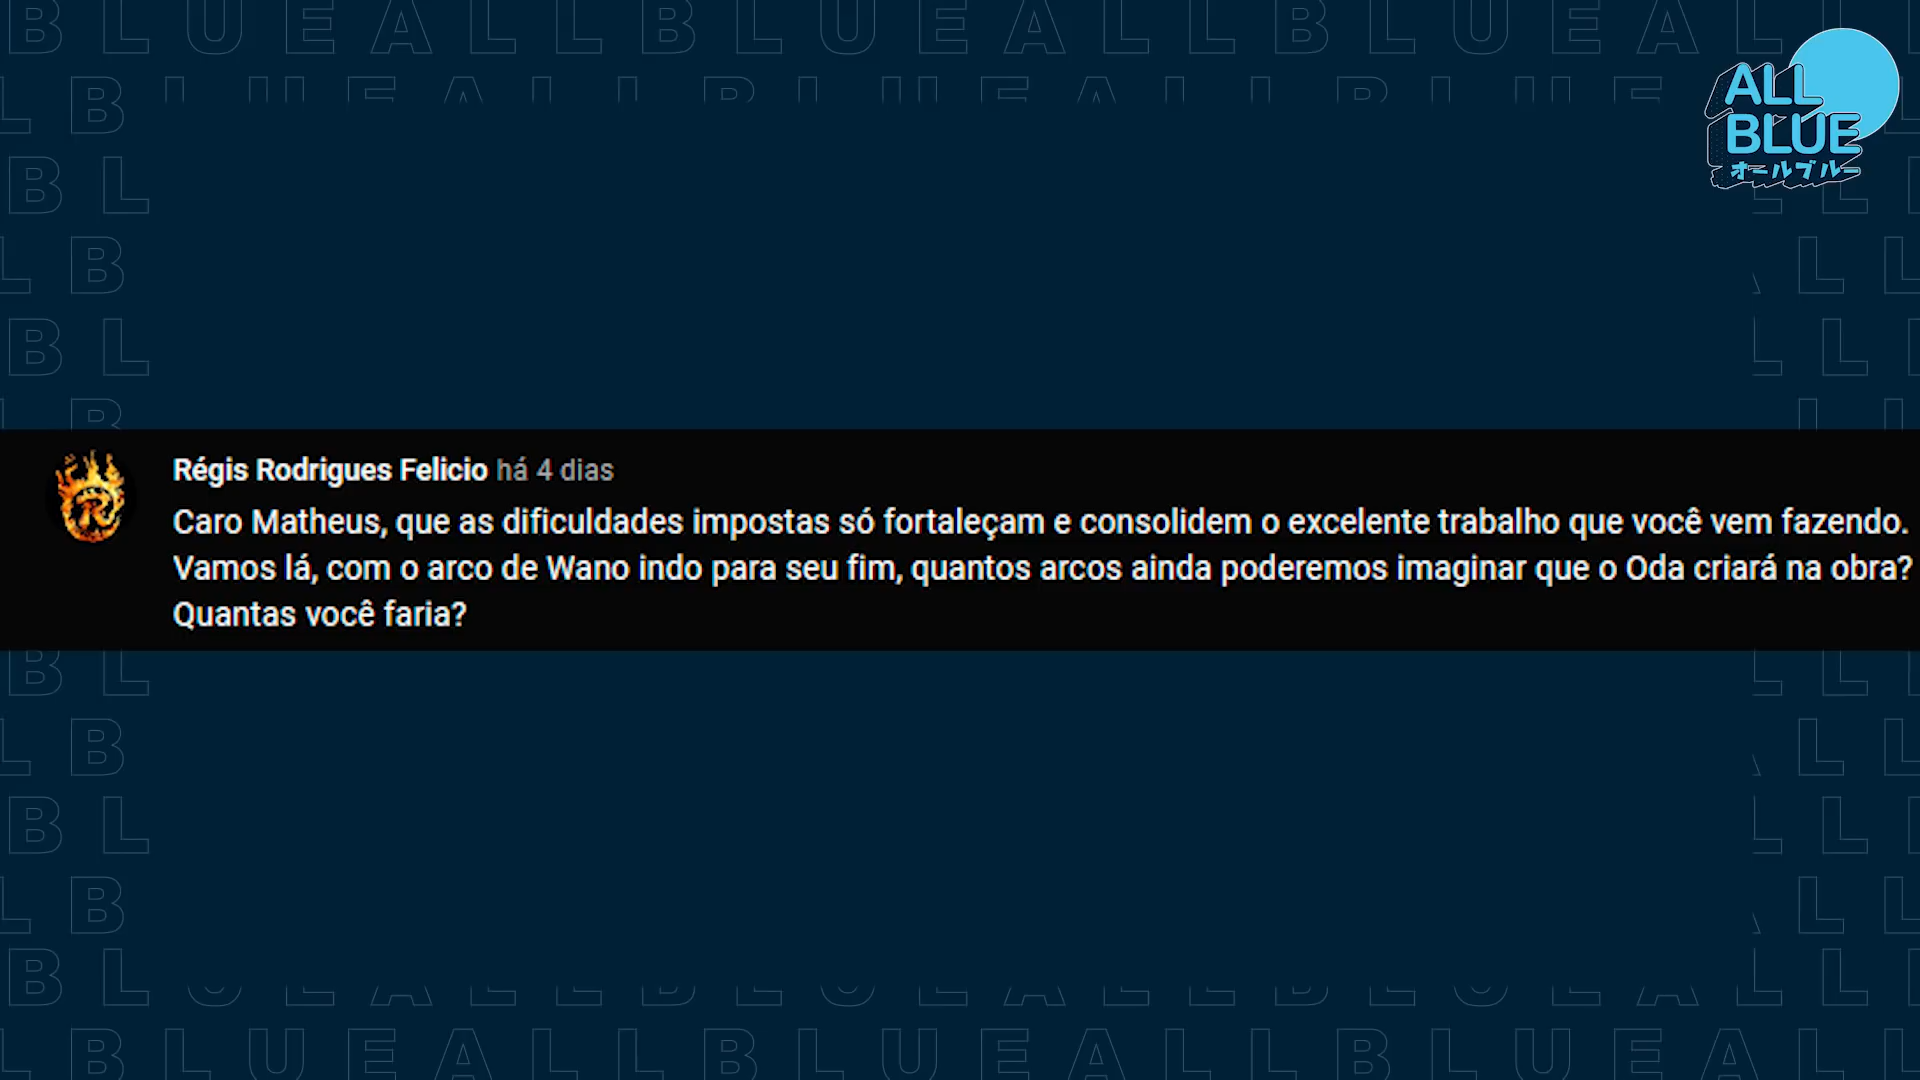 ALL
BLUE
オールブルー
Régis Rodrigues Felicio há 4 dias
Caro Matheus, que as dificuldades impostas só fortaleçam e consolidem o excelente trabalho que você vem fazendo.
Vamos lá, com o arco de Wano indo para seu fim, quantos arcos ainda poderemos imaginar que o Oda criará na obra?
Quantas você faria?